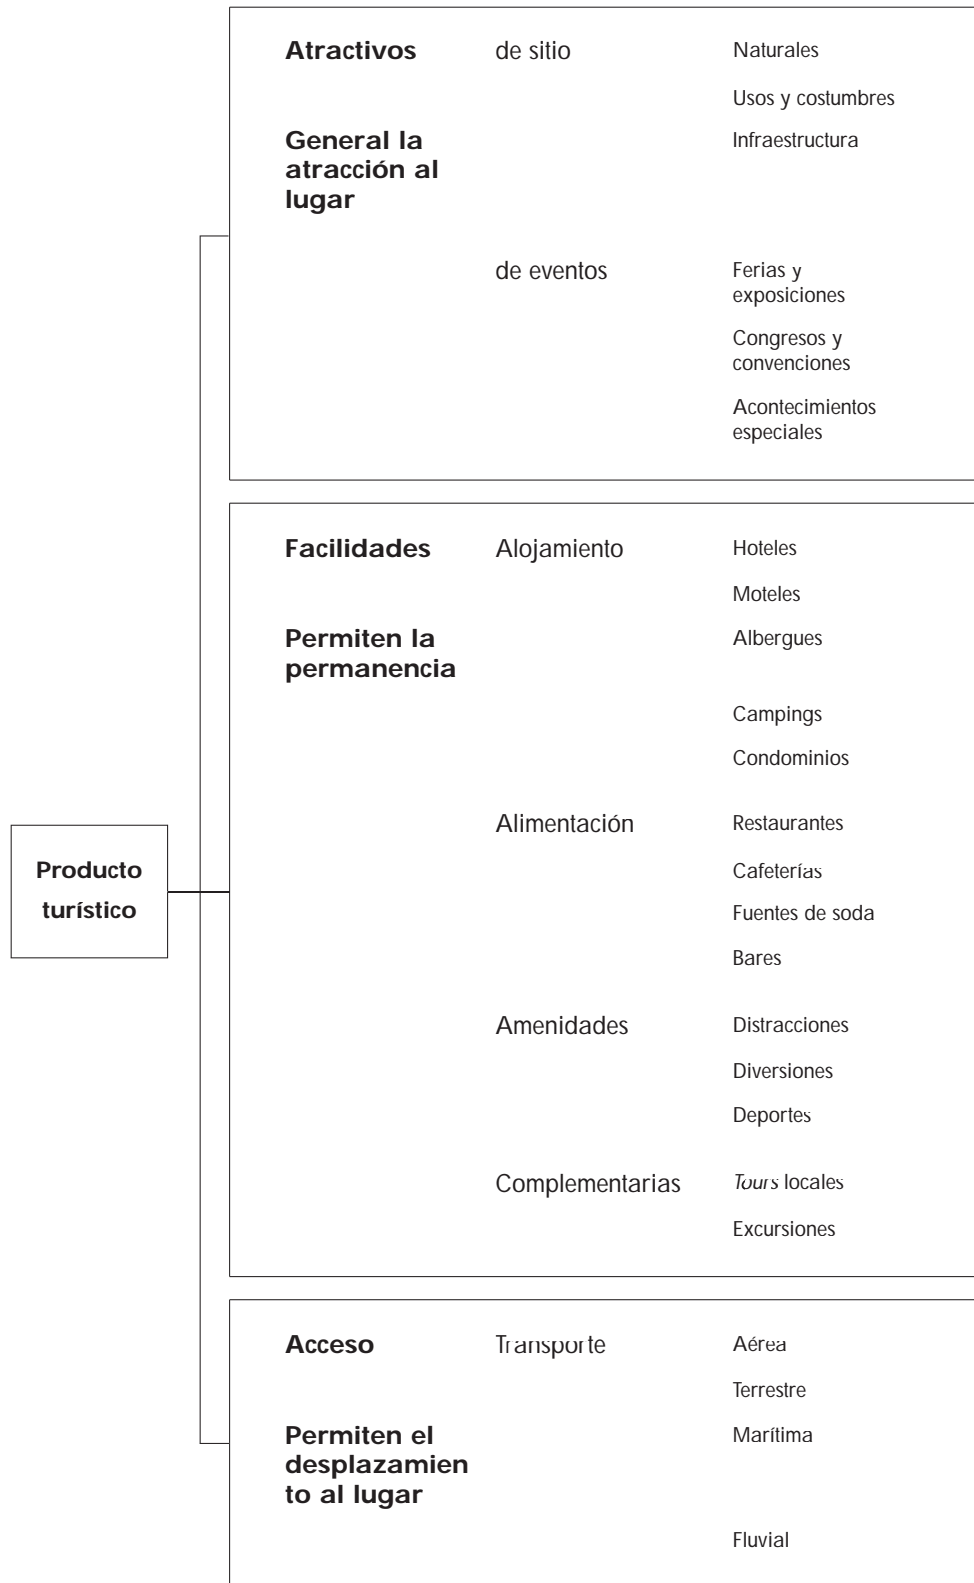 Atractivos de sitio Naturales
Usos y costumbres
General la Infraestructura
atracción al
lugar
de eventos Ferias y
exposiciones
Congresos y
convenciones
Acontecimientos
especiales
Facilidades Alojamiento Hoteles
Moteles
Permiten la Albergues
permanencia
Campings
Condominios
Alimentación Restaurantes
Producto
turístico
Cafeterías
Fuentes de soda
Bares
Amenidades Distracciones
Diversiones
Deportes
Complementarias Tours locales
Excursiones
Acceso Transporte Aérea
Terrestre
Permiten el Marítima
desplazamien
to al lugar
Fluvial